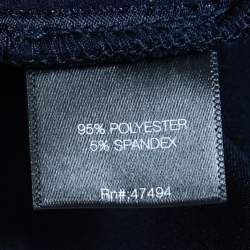 95% POLYESTER
5% SPANDEX
Rn#:47494